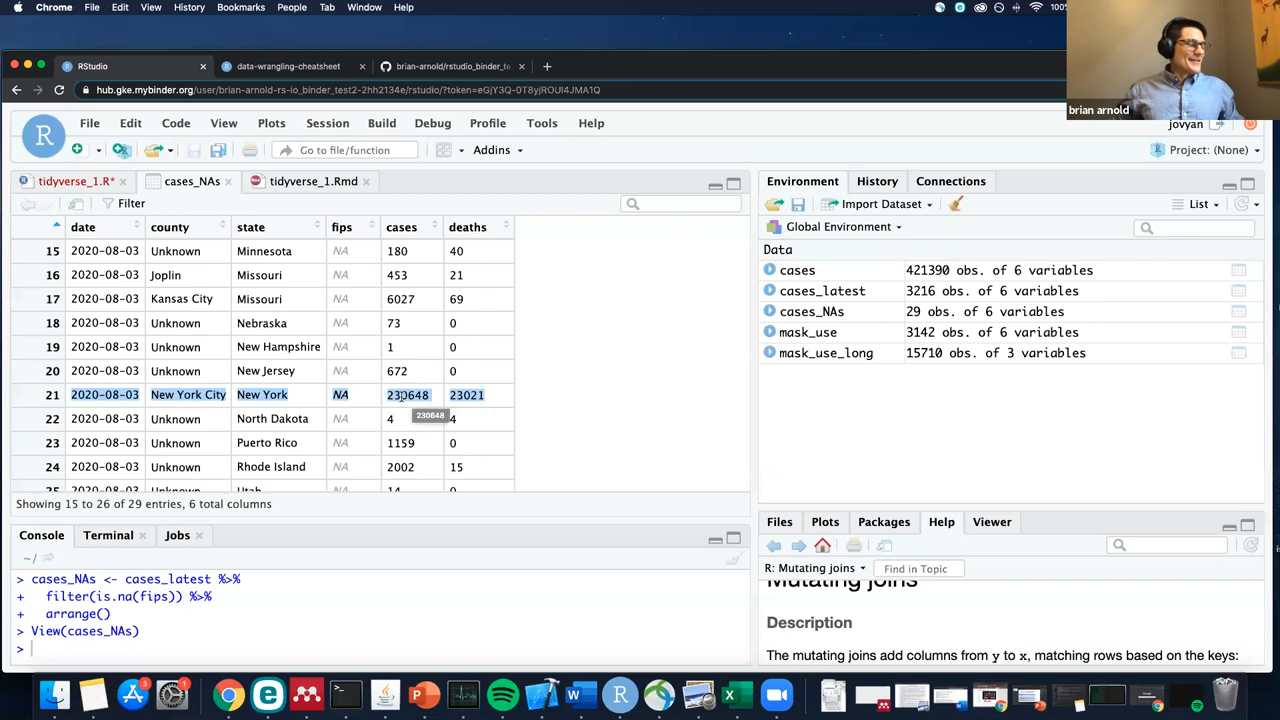 Chrome File Edit View History Bookmarks People Tab Window Help 100%
RStudio data-wrangling-cheatsheet brian-arnold/rstudio_binder_te
hub.gke.mybinder.org/user/brian-arnold-rs-io_binder_test2-2hh2134e/rstudio/?token=eGjY3Q-0T8yjROUI4JMA1Q
brian arnold
File Edit Code View Plots Session Build Debug Profile Tools Help
jovyan
Go to file/function Addins
Project: (None)
tidyverse_1.R* cases_NAs tidyverse_1.Rmd
Filter
date county state fips cases deaths
15 2020-08-03 Unknown Minnesota NA 180 40
16 2020-08-03 Joplin Missouri NA 453 21
17 2020-08-03 Kansas City Missouri NA 6027 69
18 2020-08-03 Unknown Nebraska NA 73 0
19 2020-08-03 Unknown New Hampshire NA 1 0
20 2020-08-03 Unknown New Jersey NA 672 0
21 2020-08-03 New York City New York NA 230648 23021
230648
22 2020-08-03 Unknown North Dakota NA 4 4
23 2020-08-03 Unknown Puerto Rico NA 1159 0
24 2020-08-03 Unknown Rhode Island NA 2002 15
25 2020-08-03 Unknown Utah NA 14 0
Showing 15 to 26 of 29 entries, 6 total columns
Console Terminal Jobs
~/
> cases_NAs <- cases_latest %>%
+ filter(is.na(fips)) %>%
+ arrange()
> View(cases_NAs)
>
Environment History Connections
Import Dataset List
Global Environment
Data
cases 421390 obs. of 6 variables
cases_latest 3216 obs. of 6 variables
cases_NAs 29 obs. of 6 variables
mask_use 3142 obs. of 6 variables
mask_use_long 15710 obs. of 3 variables
Files Plots Packages Help Viewer
R: Mutating joins Find in Topic
Mutating joins
Description
The mutating joins add columns from y to x, matching rows based on the keys: